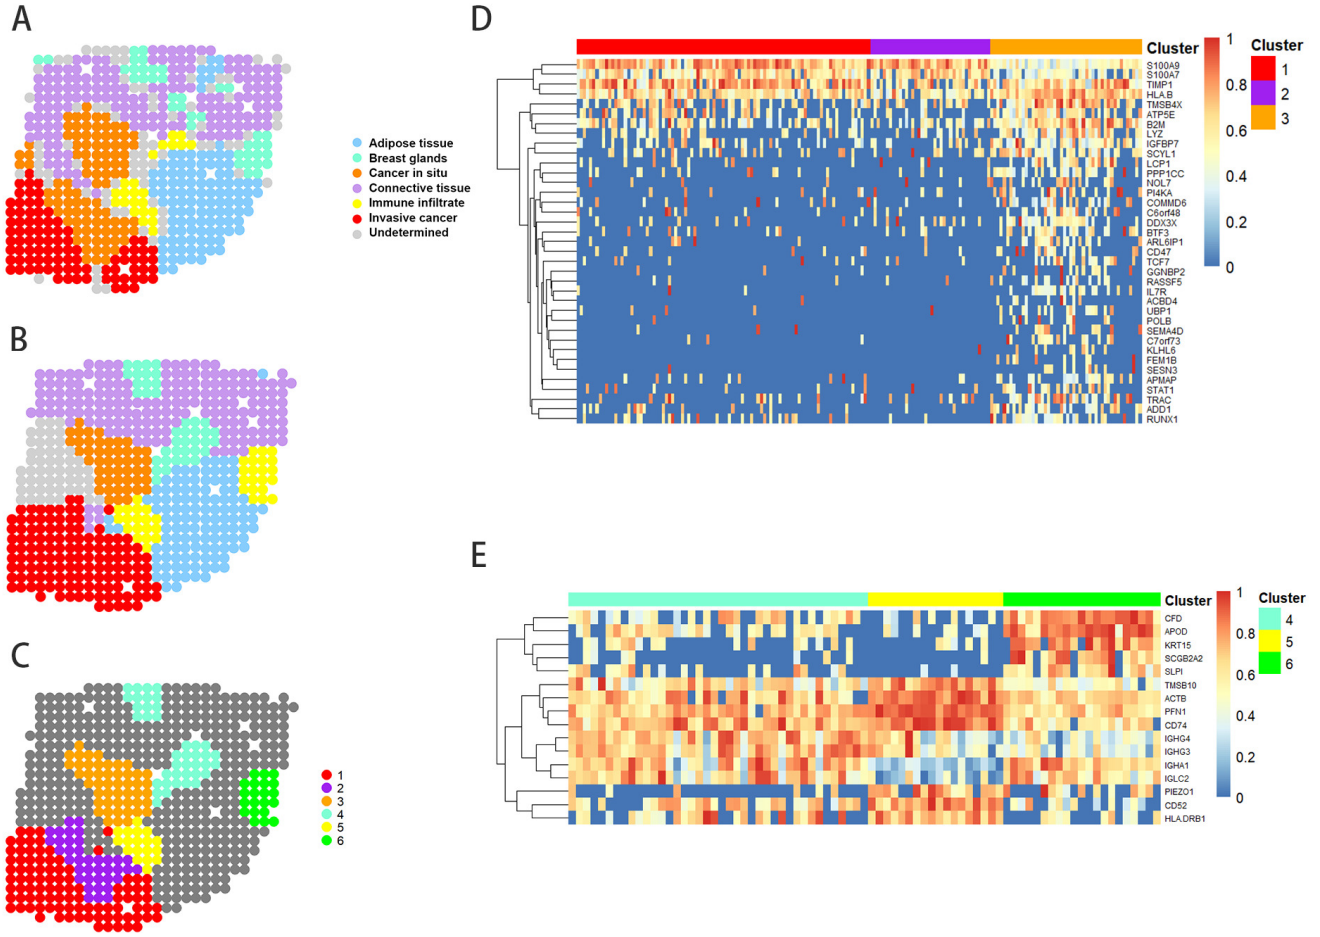 A
Adipose tissue
Breast glands
Cancer in situ
Connective tissue
Immune infiltrate
Invasive cancer
Undetermined
B
C
1
2
3
4
5
6
D
Cluster
S100A9
S100A7
TIMP1
HLA.B
TMSB4X
ATP5E
B2M
LYZ
IGFBP7
SCYL1
LCP1
PPP1CC
NOL7
PI4KA
COMMD6
C6orf48
DDX3X
BTF3
ARL6IP1
CD47
TCF7
GGNBP2
RASSF5
IL7R
ACBD4
UBP1
POLB
SEMA4D
C7orf73
KLHL6
FEM1B
SESN3
APMAP
STAT1
TRAC
ADD1
RUNX1
1
0.8
0.6
0.4
0.2
0
Cluster
1
2
3
E
Cluster
CFD
APOD
KRT15
SCGB2A2
SLPI
TMSB10
ACTB
PFN1
CD74
IGHG4
IGHG3
IGHA1
IGLC2
PIEZO1
CD52
HLA.DRB1
1
0.8
0.6
0.4
0.2
0
Cluster
4
5
6